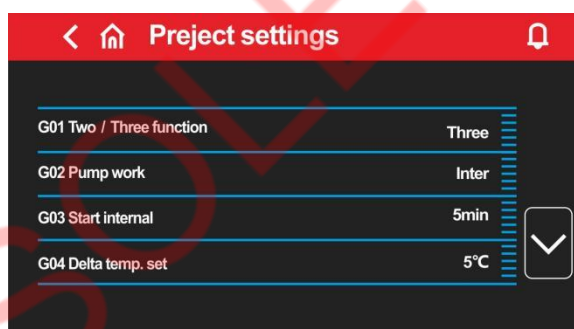 Preject settings
G01 Two / Three function Three
G02 Pump work Inter
G03 Start internal 5min
G04 Delta temp. set 5℃